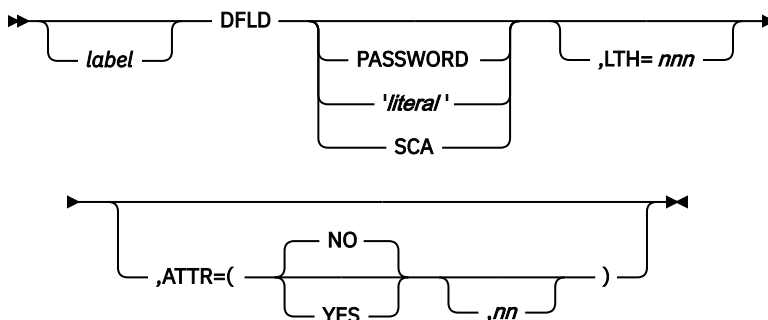 label DFLD
PASSWORD ,LTH= nnn
'literal '
SCA
NO
,ATTR=( )
YES ,nn